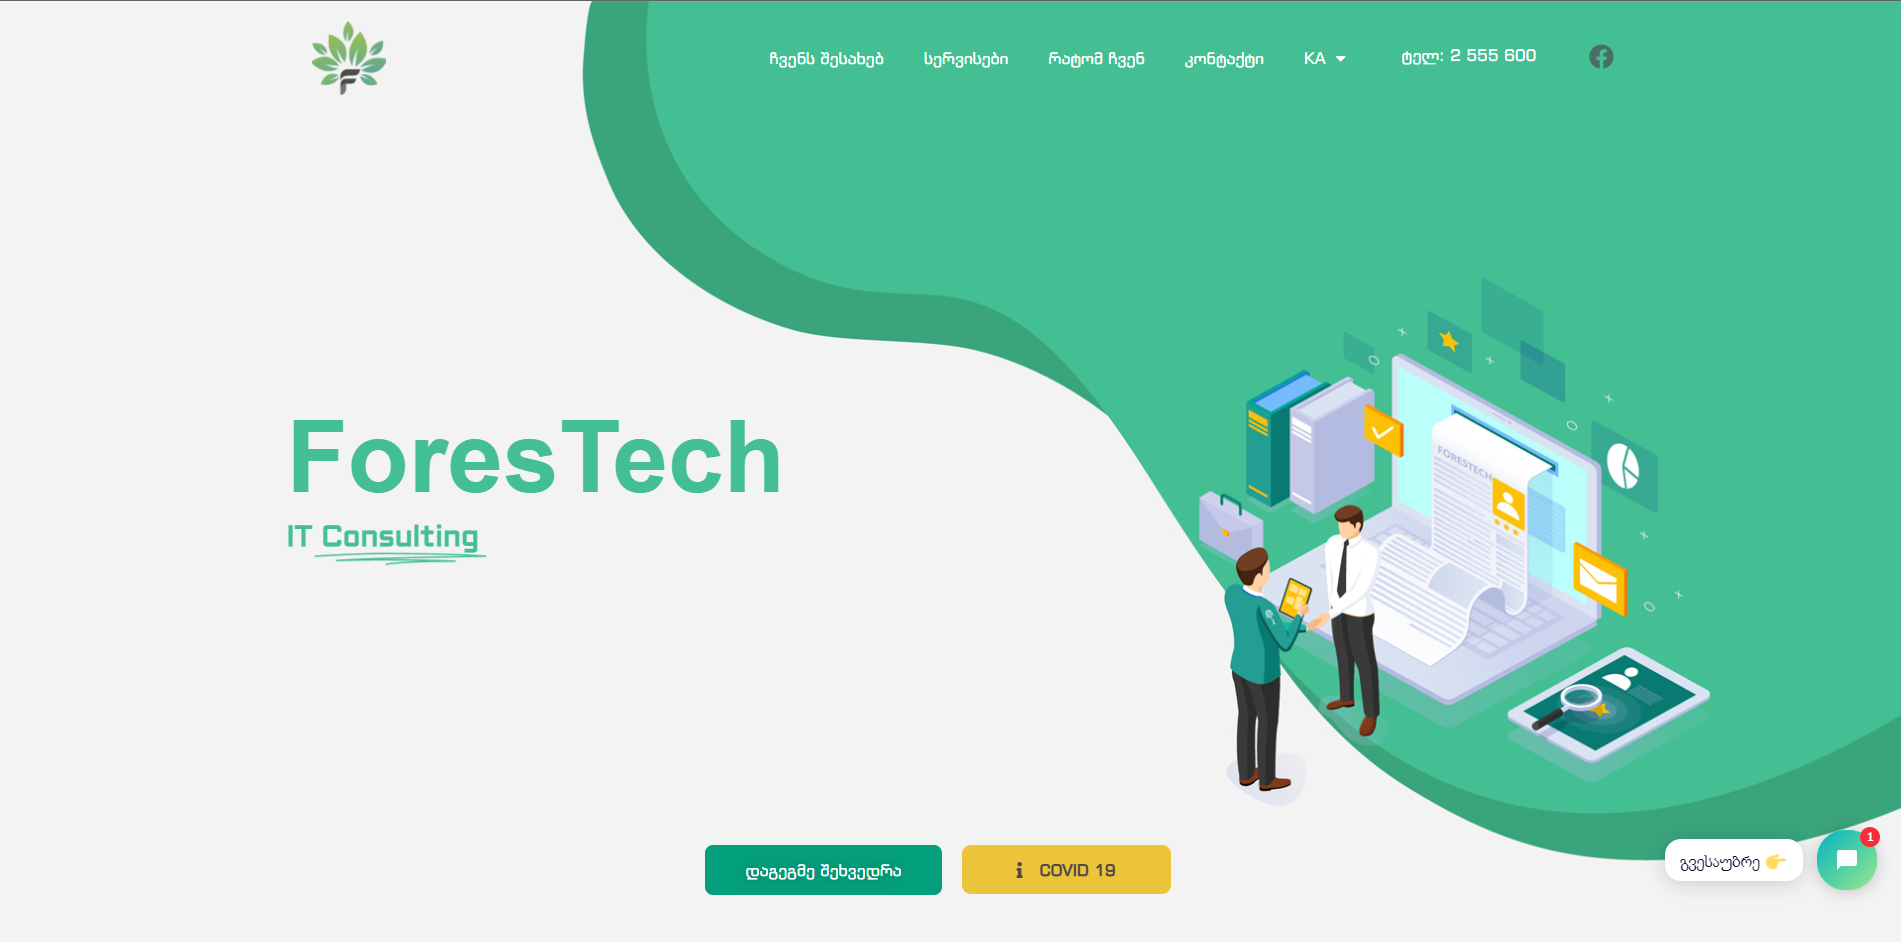 ჩვენს შესახებ
სერვისები
რატომ ჩვენ
კონტაქტი
KA
ტელ: 2 555 600
ForesTech
IT Consulting
FORESTECH
დაგეგმე შეხვედრა
COVID 19
გვესაუბრე 👉
1